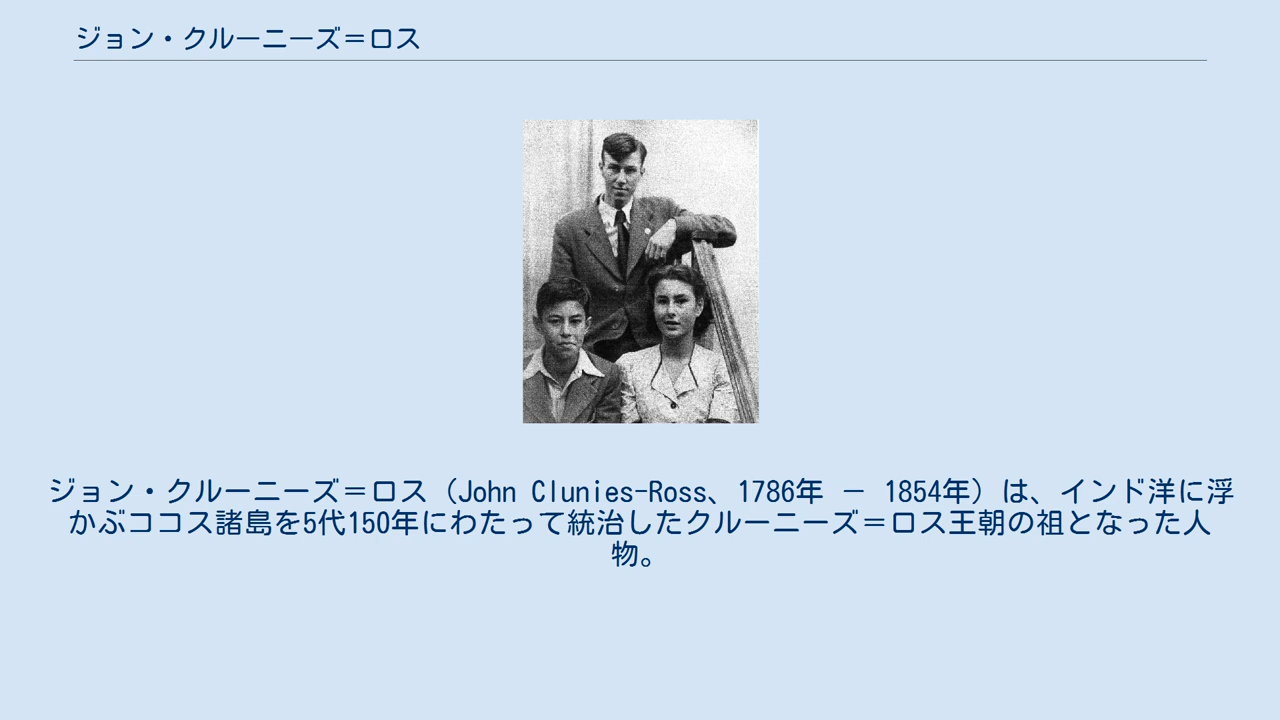 ジョン・クルーニーズ＝ロス
ジョン・クルーニーズ＝ロス（John Clunies-Ross、1786年 － 1854年）は、インド洋に浮
かぶココス諸島を5代150年にわたって統治したクルーニーズ＝ロス王朝の祖となった人
物。